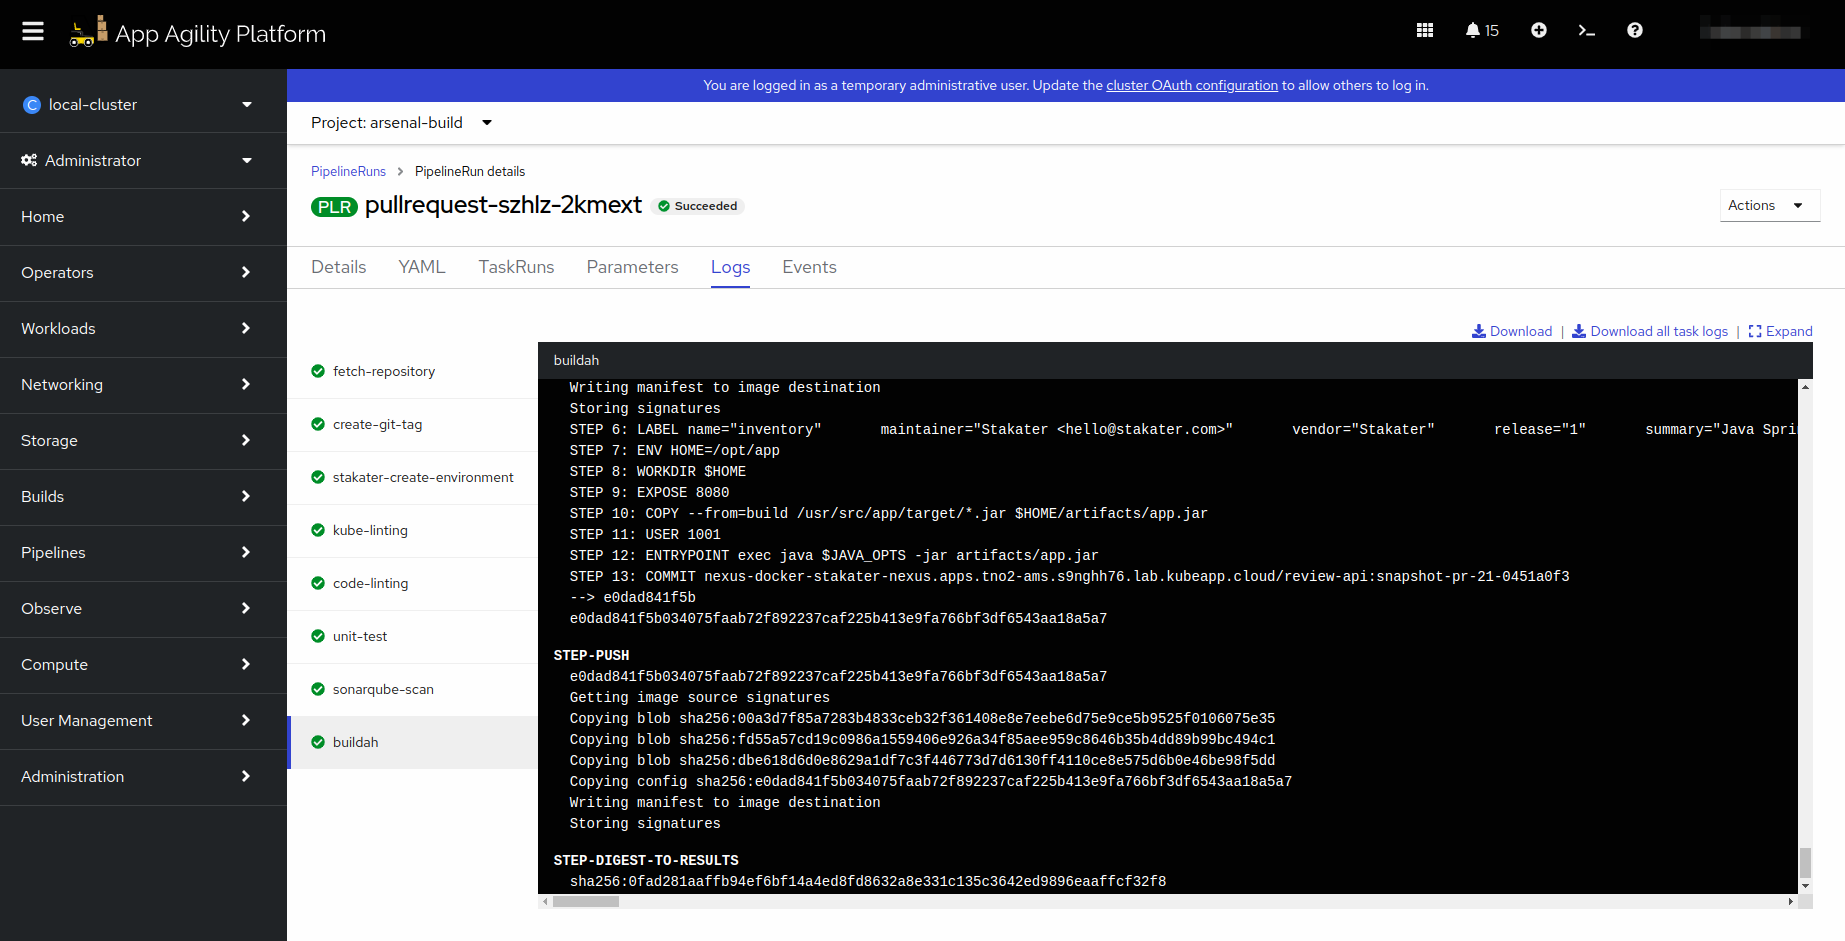 App Agility Platform
15
You are logged in as a temporary administrative user. Update the cluster OAuth configuration to allow others to log in.
C local-cluster
Administrator
Home
Operators
Workloads
Networking
Storage
Builds
Pipelines
Observe
Compute
User Management
Administration
Project: arsenal-build
PipelineRuns > PipelineRun details
PLR pullrequest-szhlz-2kmext Succeeded
Actions
Details YAML TaskRuns Parameters Logs Events
Download | Download all task logs | Expand
fetch-repository
create-git-tag
stakater-create-environment
kube-linting
code-linting
unit-test
sonarqube-scan
buildah
buildah
Writing manifest to image destination
Storing signatures
STEP 6: LABEL name="inventory" maintainer="Stakater <hello@stakater.com>" vendor="Stakater" release="1" summary="Java Spri
STEP 7: ENV HOME=/opt/app
STEP 8: WORKDIR $HOME
STEP 9: EXPOSE 8080
STEP 10: COPY --from=build /usr/src/app/target/*.jar $HOME/artifacts/app.jar
STEP 11: USER 1001
STEP 12: ENTRYPOINT exec java $JAVA_OPTS -jar artifacts/app.jar
STEP 13: COMMIT nexus-docker-stakater-nexus.apps.tno2-ams.s9nghh76.lab.kubeapp.cloud/review-api:snapshot-pr-21-0451a0f3
--> e0dad841f5b
e0dad841f5b034075faab72f892237caf225b413e9fa766bf3df6543aa18a5a7
STEP-PUSH
e0dad841f5b034075faab72f892237caf225b413e9fa766bf3df6543aa18a5a7
Getting image source signatures
Copying blob sha256:00a3d7f85a7283b4833ceb32f361408e8e7eebe6d75e9ce5b9525f0106075e35
Copying blob sha256:fd55a57cd19c0986a1559406e926a34f85aee959c8646b35b4dd89b99bc494c1
Copying blob sha256:dbe618d6d0e8629a1df7c3f446773d7d6130ff4110ce8e575d6b0e46be98f5dd
Copying config sha256:e0dad841f5b034075faab72f892237caf225b413e9fa766bf3df6543aa18a5a7
Writing manifest to image destination
Storing signatures
STEP-DIGEST-TO-RESULTS
sha256:0fad281aaffb94ef6bf14a4ed8fd8632a8e331c135c3642ed9896eaaffcf32f8